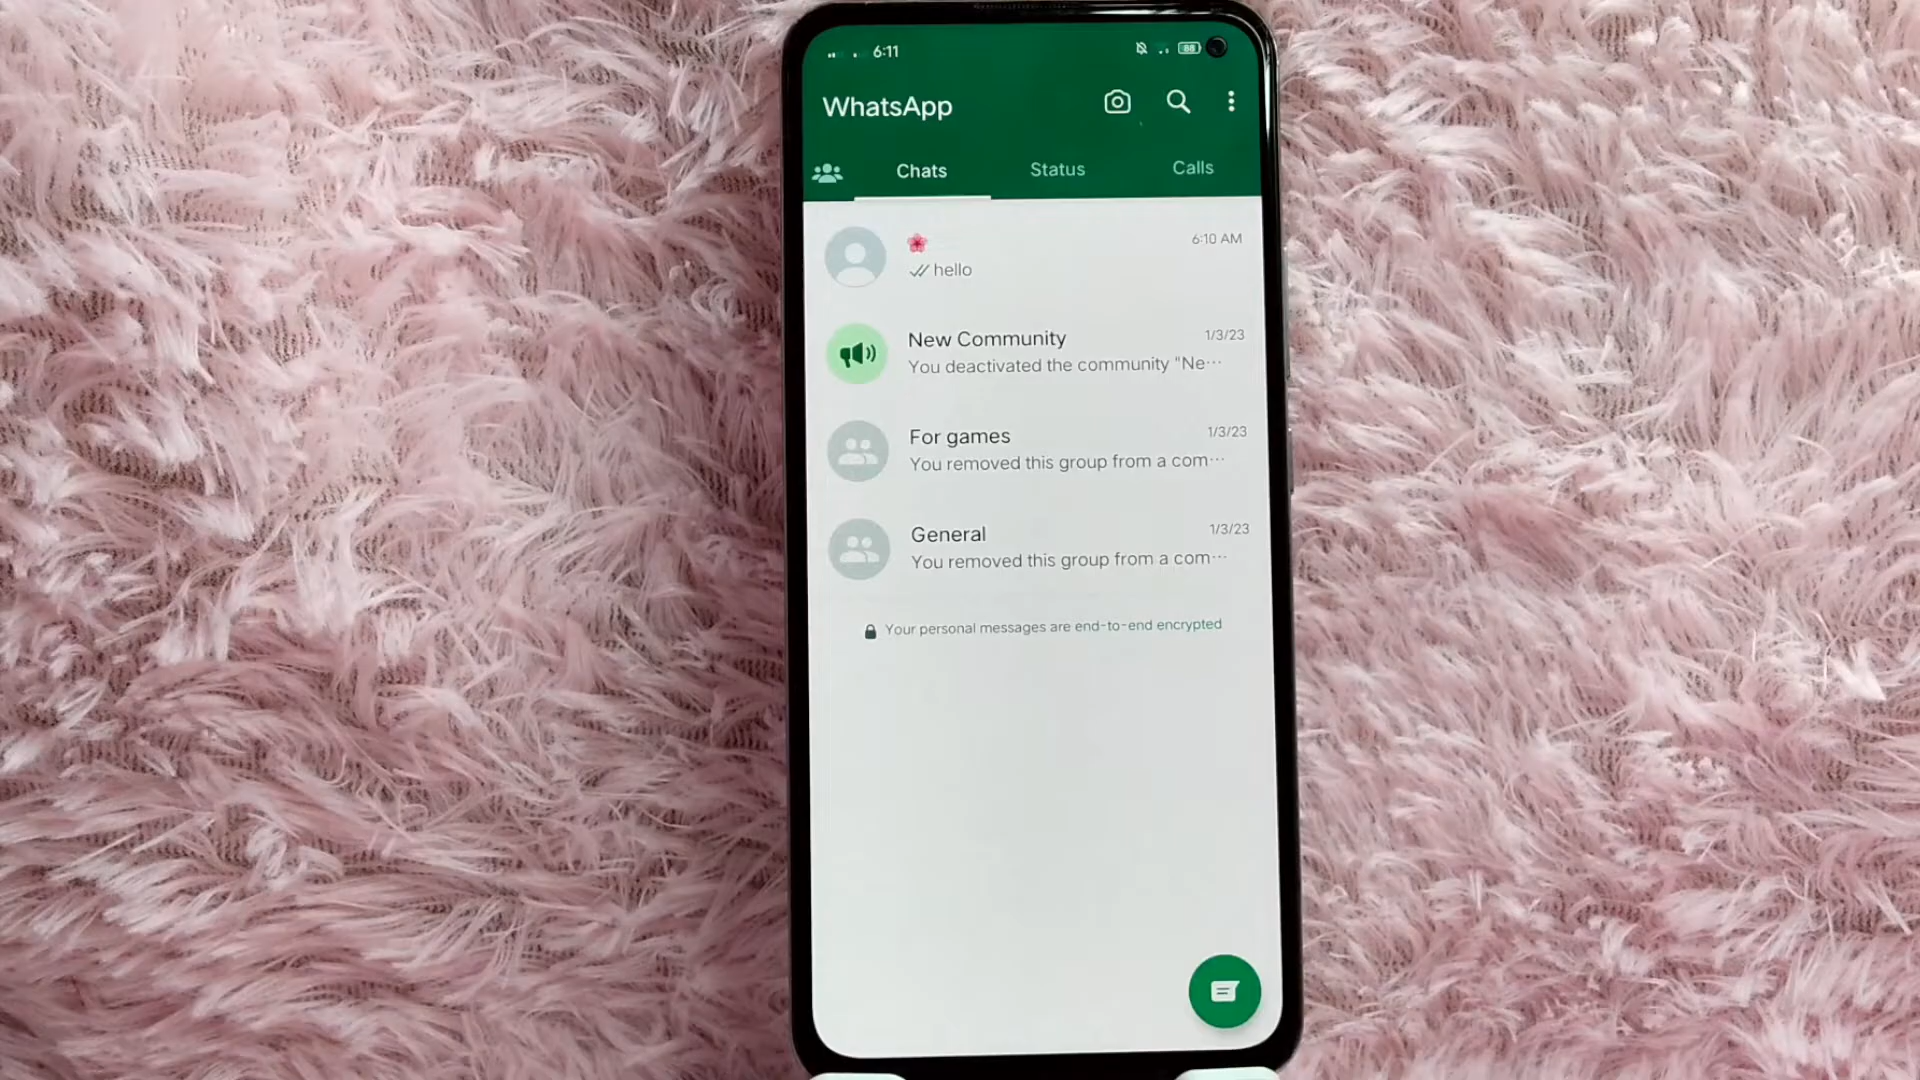 6:11
88
WhatsApp
Chats
Status
Calls
🌸
6:10 AM
hello
New Community
1/3/23
You deactivated the community "Ne...
For games
1/3/23
You removed this group from a com...
General
1/3/23
You removed this group from a com...
Your personal messages are end-to-end encrypted